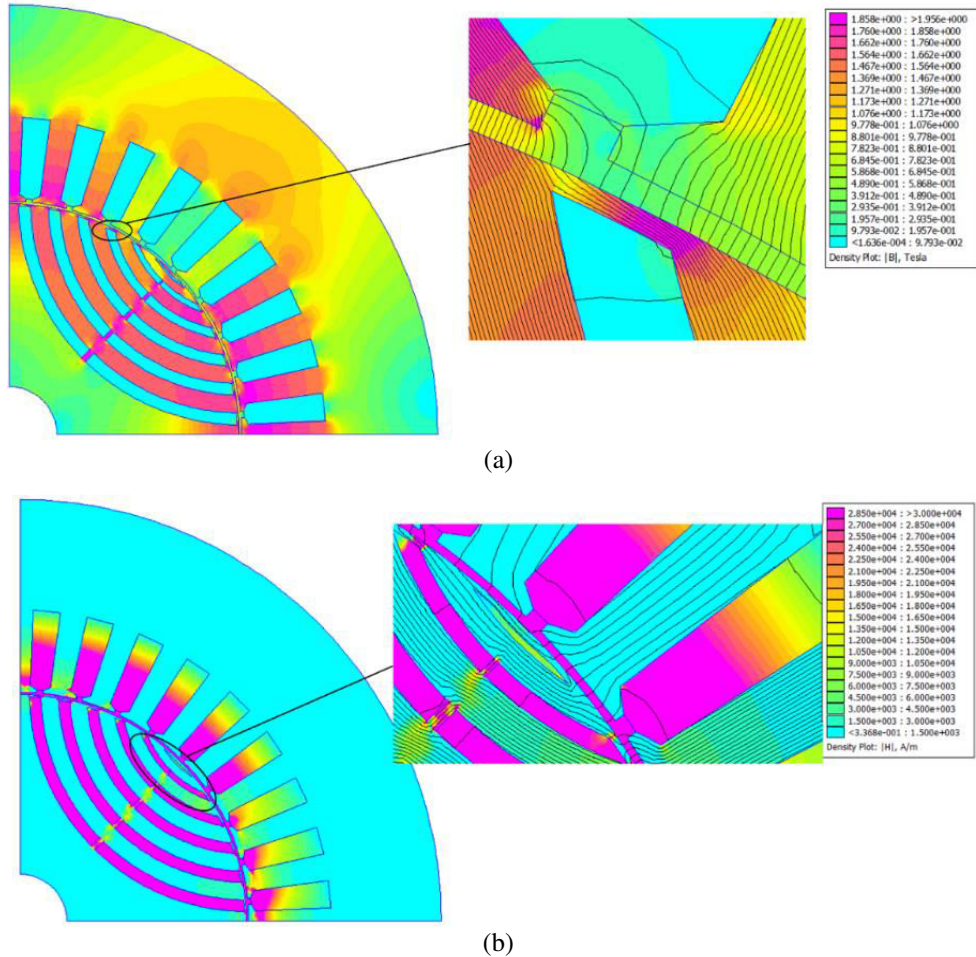 1.858e+000 : >1.956e+000
1.760e+000 : 1.858e+000
1.662e+000 : 1.760e+000
1.564e+000 : 1.662e+000
1.467e+000 : 1.564e+000
1.369e+000 : 1.467e+000
1.271e+000 : 1.369e+000
1.173e+000 : 1.271e+000
1.076e+000 : 1.173e+000
9.778e-001 : 1.076e+000
8.801e-001 : 9.778e-001
7.823e-001 : 8.801e-001
6.845e-001 : 7.823e-001
5.868e-001 : 6.845e-001
4.890e-001 : 5.868e-001
3.912e-001 : 4.890e-001
2.935e-001 : 3.912e-001
1.957e-001 : 2.935e-001
9.793e-002 : 1.957e-001
<1.636e-004 : 9.793e-002
Density Plot: |B|, Tesla
(a)
2.850e+004 : >3.000e+004
2.700e+004 : 2.850e+004
2.550e+004 : 2.700e+004
2.400e+004 : 2.550e+004
2.250e+004 : 2.400e+004
2.100e+004 : 2.250e+004
1.950e+004 : 2.100e+004
1.800e+004 : 1.950e+004
1.650e+004 : 1.800e+004
1.500e+004 : 1.650e+004
1.350e+004 : 1.500e+004
1.200e+004 : 1.350e+004
1.050e+004 : 1.200e+004
9.000e+003 : 1.050e+004
7.500e+003 : 9.000e+003
6.000e+003 : 7.500e+003
4.500e+003 : 6.000e+003
3.000e+003 : 4.500e+003
1.500e+003 : 3.000e+003
<3.368e-001 : 1.500e+003
Density Plot: |H|, A/m
(b)